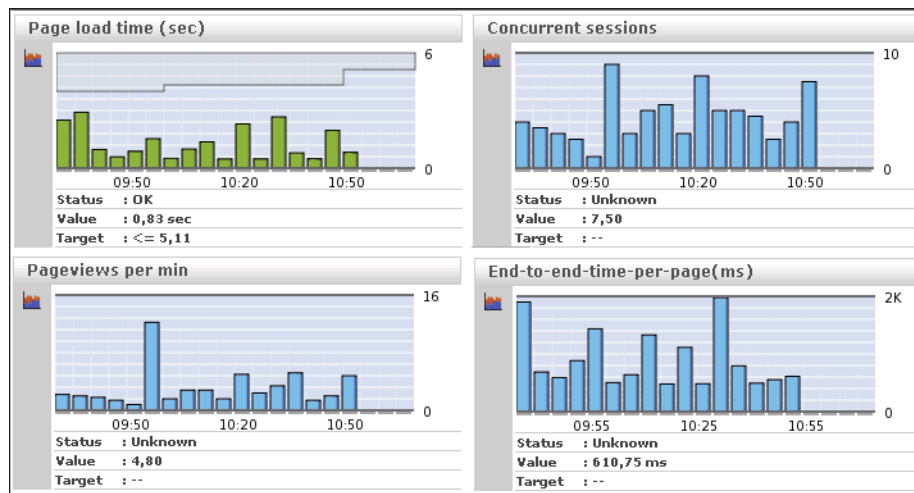 Page load time (sec)
6
0
09:50 10:20 10:50
Status : OK
Value : 0,83 sec
Target : <= 5,11
Concurrent sessions
10
0
09:50 10:20 10:50
Status : Unknown
Value : 7,50
Target : --
Pageviews per min
16
0
09:50 10:20 10:50
Status : Unknown
Value : 4,80
Target : --
End-to-end-time-per-page(ms)
2K
0
09:55 10:25 10:55
Status : Unknown
Value : 610,75 ms
Target : --